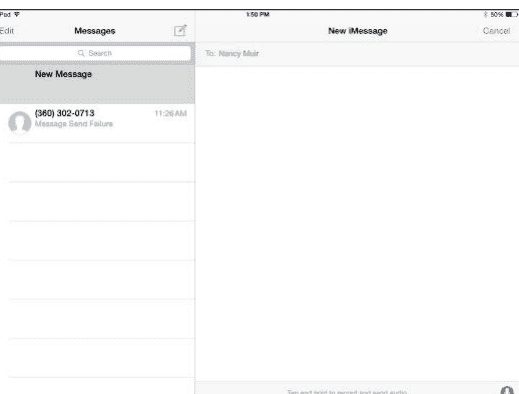 Pad 1:50 PM 50%
Edit Messages New iMessage Cancel
Search To: Nancy Muir
New Message
(360) 302-0713 11:26 AM
Message Send Failure
Tap and hold to record and send audio